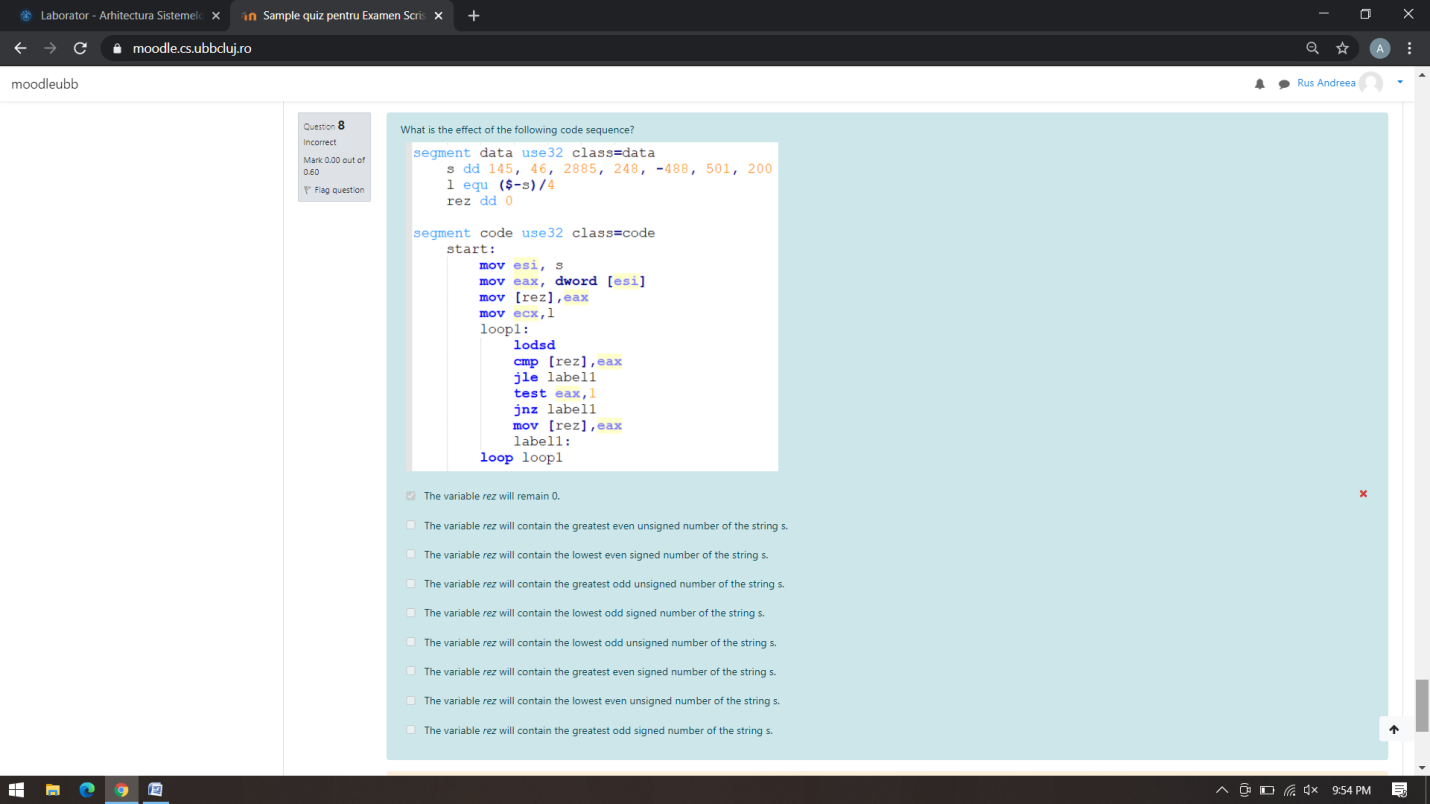 Laborator - Arhitectura Sistemelo
Sample quiz pentru Examen Scris
moodle.cs.ubbcluj.ro
A
moodleubb
Rus Andreea
Question 8
Incorrect
Mark 0.00 out of
0.60
Flag question
What is the effect of the following code sequence?
segment data use32 class=data
s dd 145, 46, 2885, 248, -488, 501, 200
l equ ($-s)/4
rez dd 0
segment code use32 class=code
start:
mov esi, s
mov eax, dword [esi]
mov [rez],eax
mov ecx,l
loop1:
lodsd
cmp [rez],eax
jle label1
test eax,1
jnz label1
mov [rez],eax
label1:
loop loop1
The variable rez will remain 0.
The variable rez will contain the greatest even unsigned number of the string s.
The variable rez will contain the lowest even signed number of the string s.
The variable rez will contain the greatest odd unsigned number of the string s.
The variable rez will contain the lowest odd signed number of the string s.
The variable rez will contain the lowest odd unsigned number of the string s.
The variable rez will contain the greatest even signed number of the string s.
The variable rez will contain the lowest even unsigned number of the string s.
The variable rez will contain the greatest odd signed number of the string s.
9:54 PM